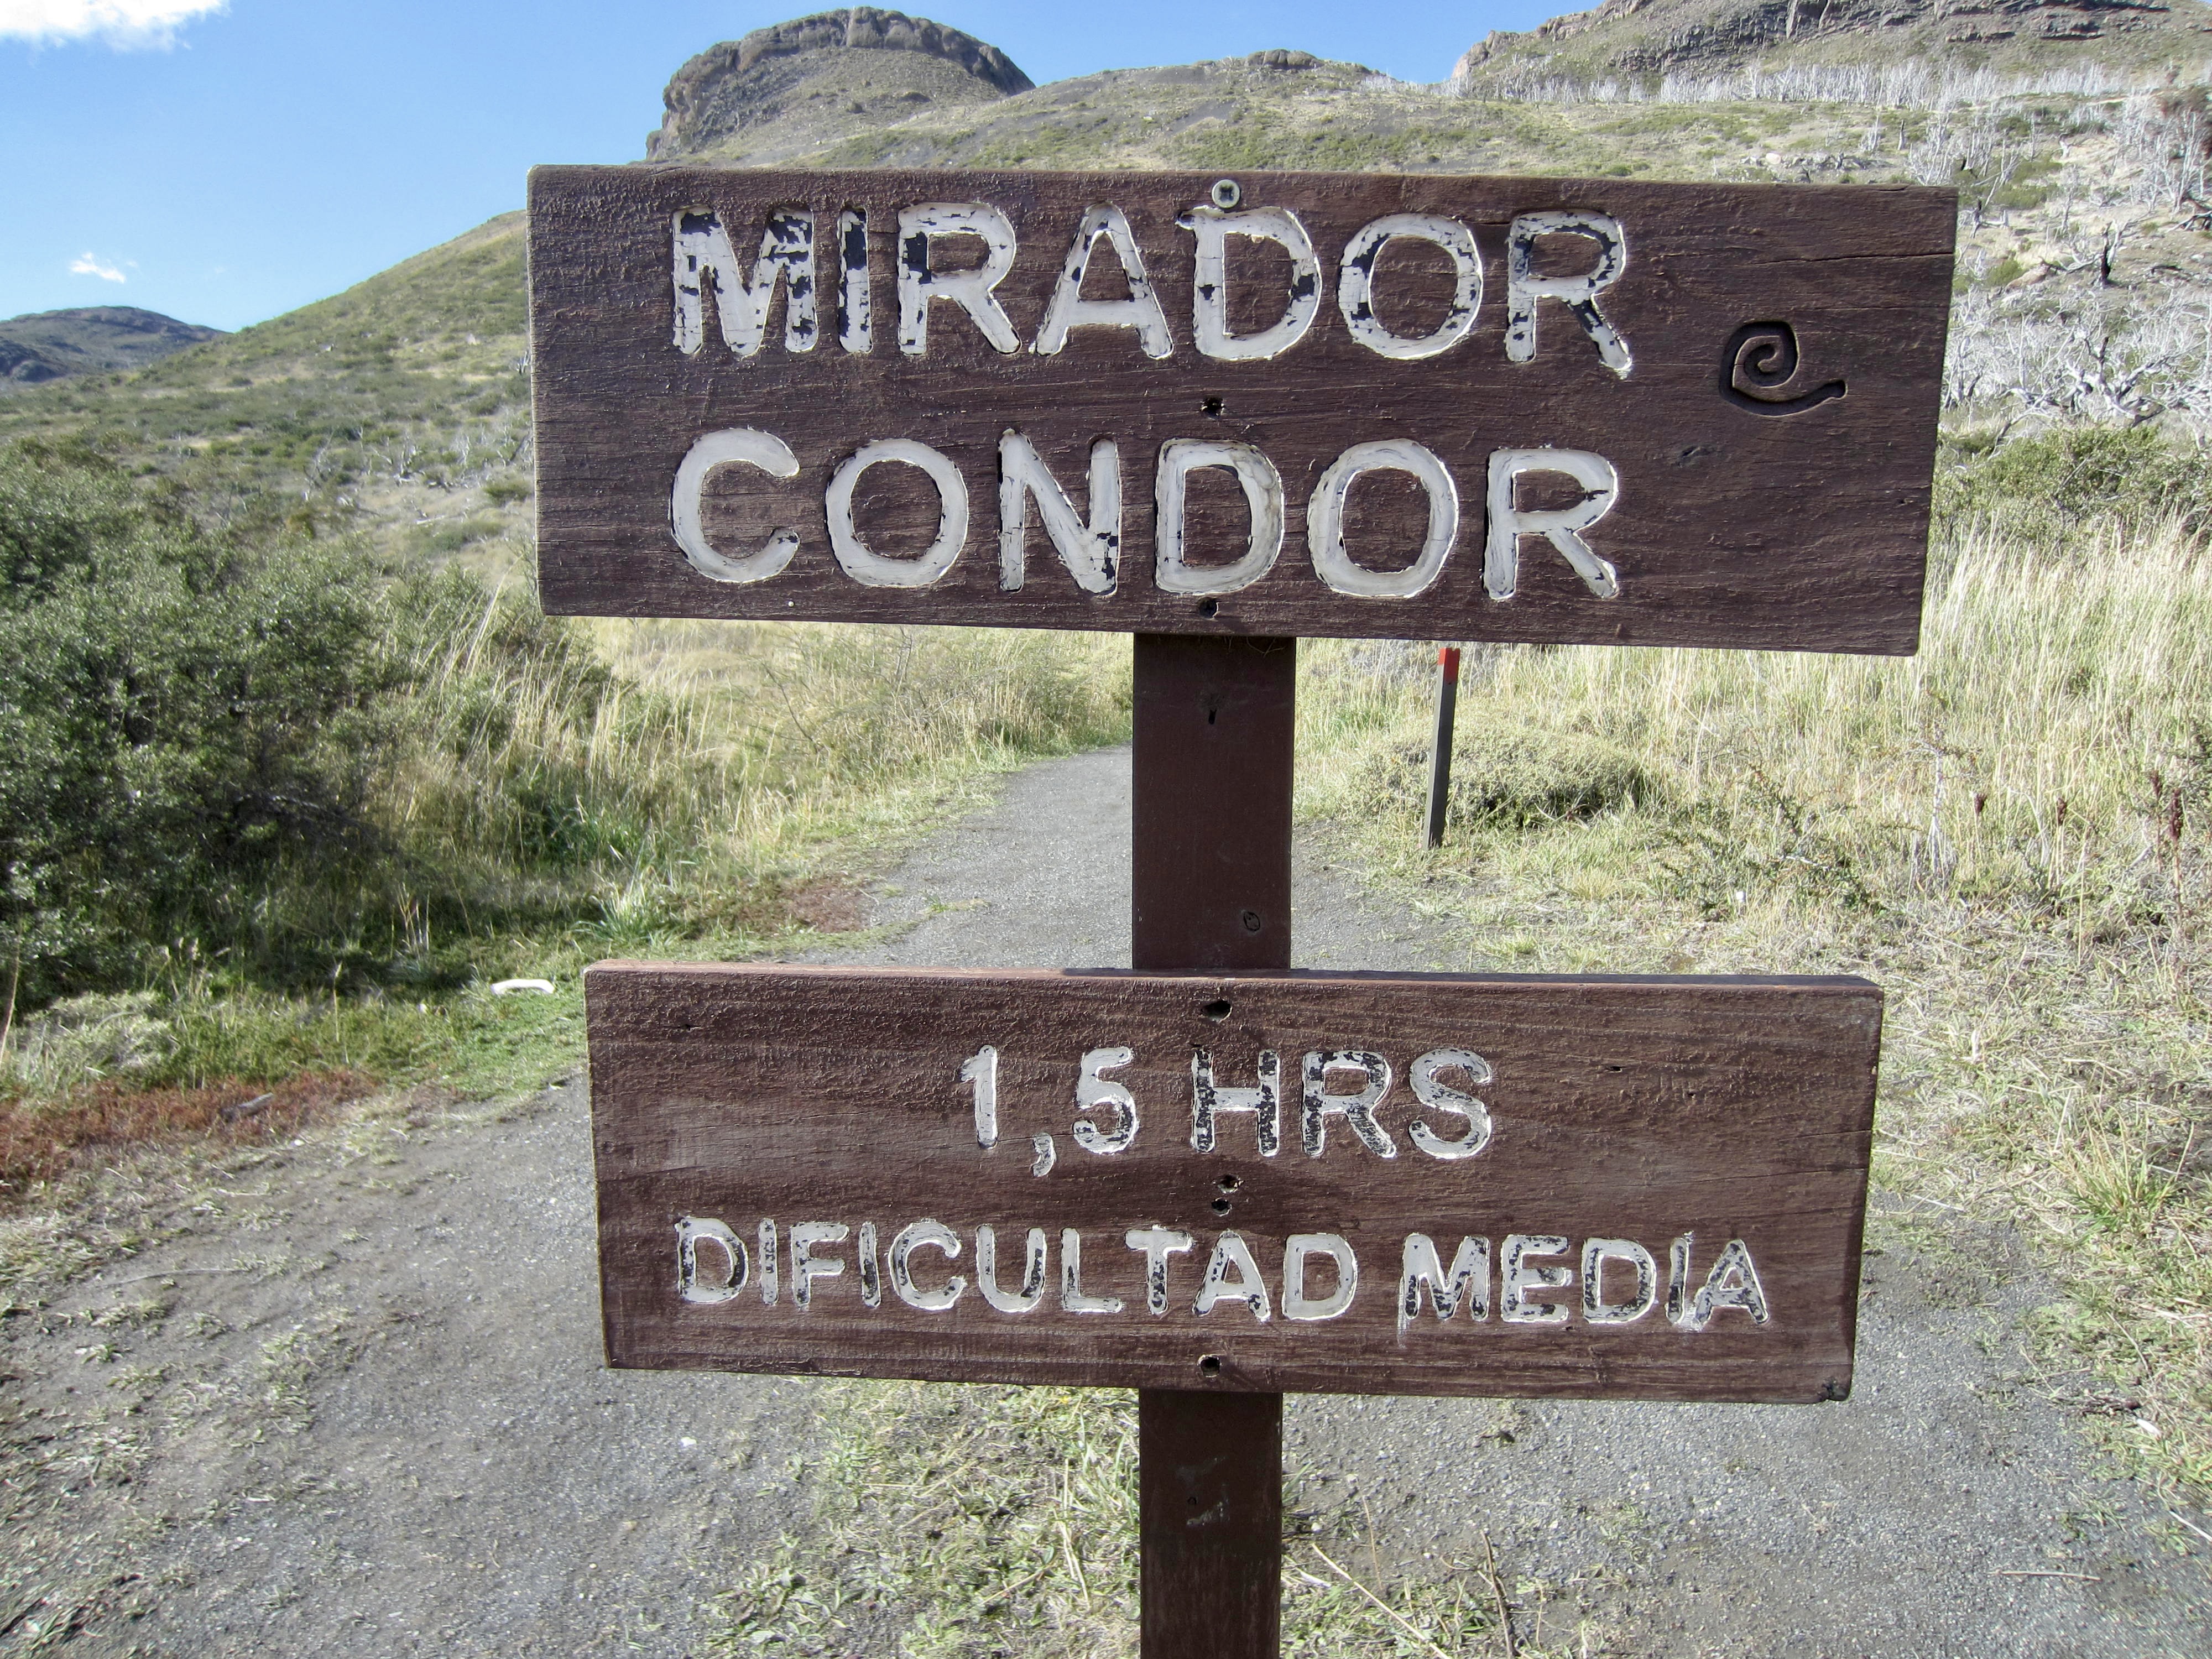 MIRADOR
CONDOR
1,5 HRS
DIFICULTAD MEDIA